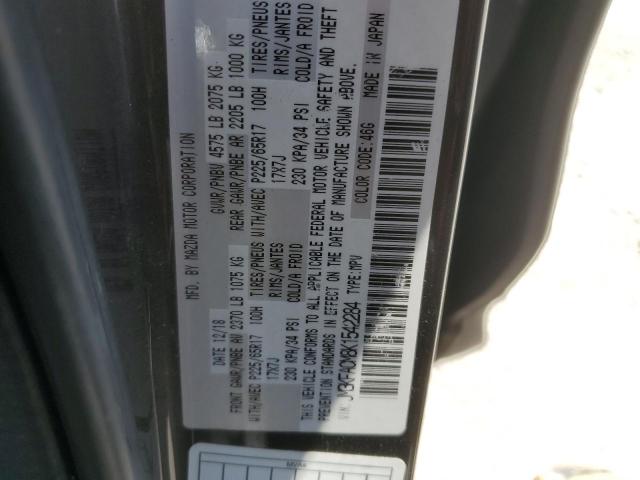 MFD. BY MAZDA MOTOR CORPORATION
DATE 12/18 GVWR/PNBV 4575 LB 2075 KG
FRONT GAWR/PNBE AV 2370 LB 1075 KG REAR GAWR/PNBE AR 2205 LB 1000 KG
WITH/AVEC P225/65R17 100H TIRES/PNEUS WITH/AVEC P225/65R17 100H TIRES/PNEUS
17X7J RIMS/JANTES 17X7J RIMS/JANTES
230 KPA/34 PSI COLD/A FROID 230 KPA/34 PSI COLD/A FROID
THIS VEHICLE CONFORMS TO ALL APPLICABLE FEDERAL MOTOR VEHICLE SAFETY AND THEFT
PREVENTION STANDARDS IN EFFECT ON THE DATE OF MANUFACTURE SHOWN ABOVE.
VIN: JM3KFACM8K1542284 TYPE:MPV COLOR CODE:46G MADE IN JAPAN